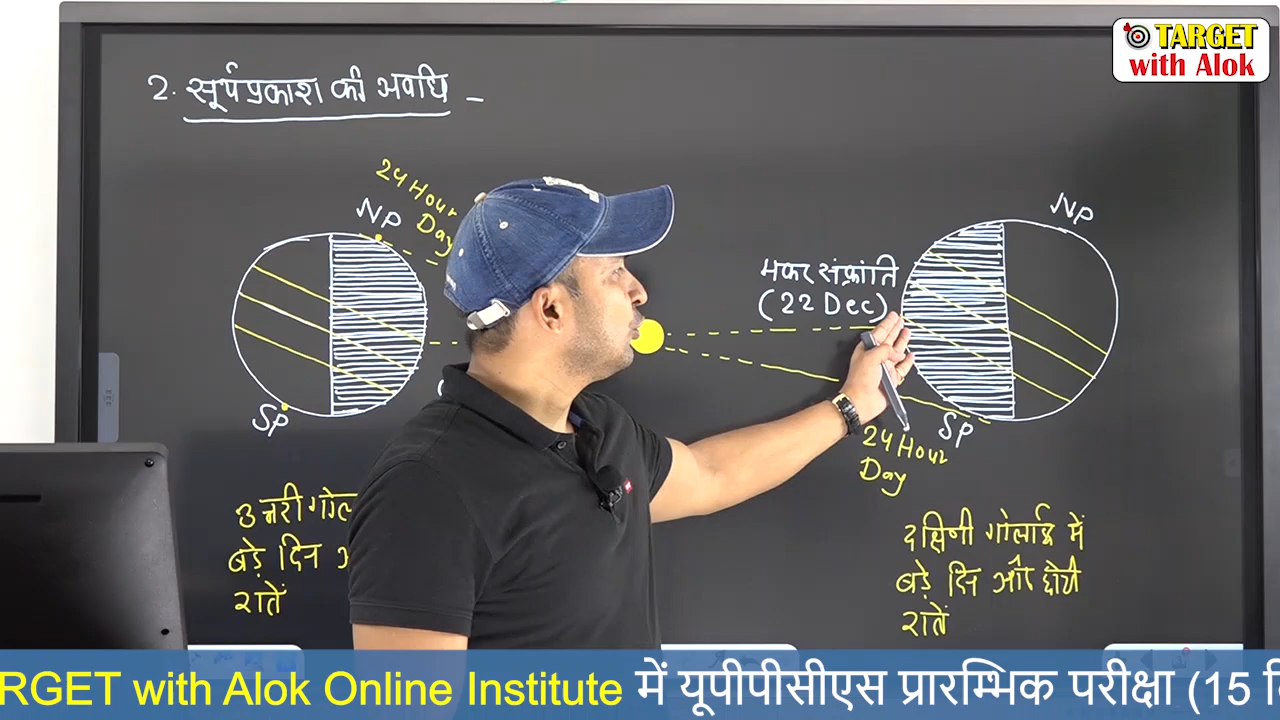 TARGET
with Alok
2. सूर्यप्रकाश की अवधि -
24 Hour
Day
NP
SP
मकर संक्रांति
(22 Dec)
NP
SP
24 Hour
Day
उत्तरी गोल
बड़े दिन
रातें
दक्षिणी गोलार्द्ध में
बड़े दिन और छोटी
रातें
RGET with Alok Online Institute में यूपीपीसीएस प्रारम्भिक परीक्षा (15